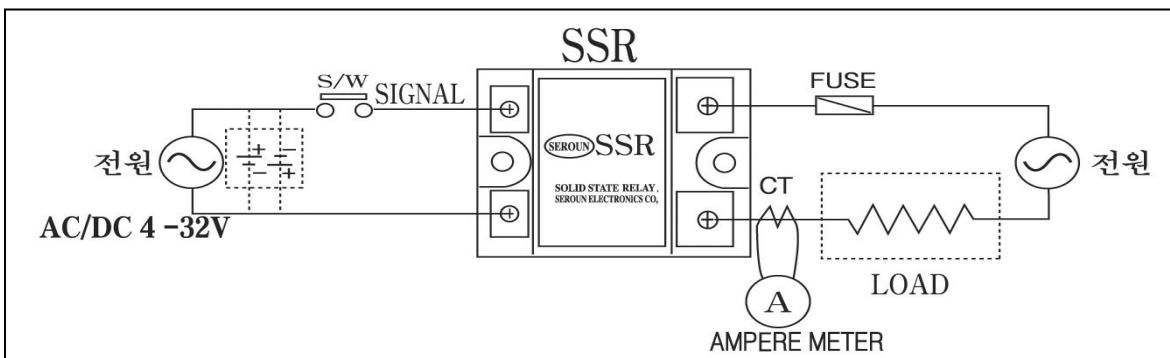 SSR
S/W
SIGNAL
FUSE
전원
+
−
−
+
SEROUN SSR
SOLID STATE RELAY.
SEROUN ELECTRONICS CO,
CT
전원
AC/DC 4 -32V
LOAD
A
AMPERE METER